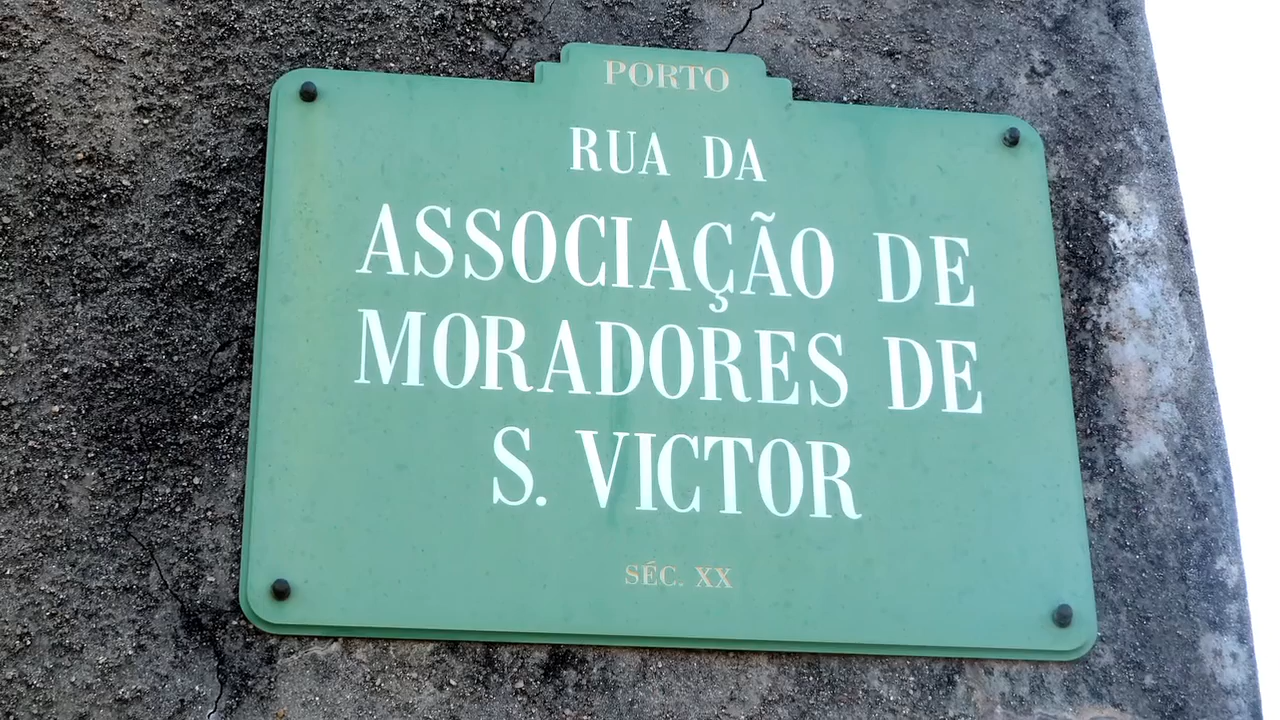 PORTO
RUA DA
ASSOCIAÇÃO DE
MORADORES DE
S. VICTOR
SÉC. XX